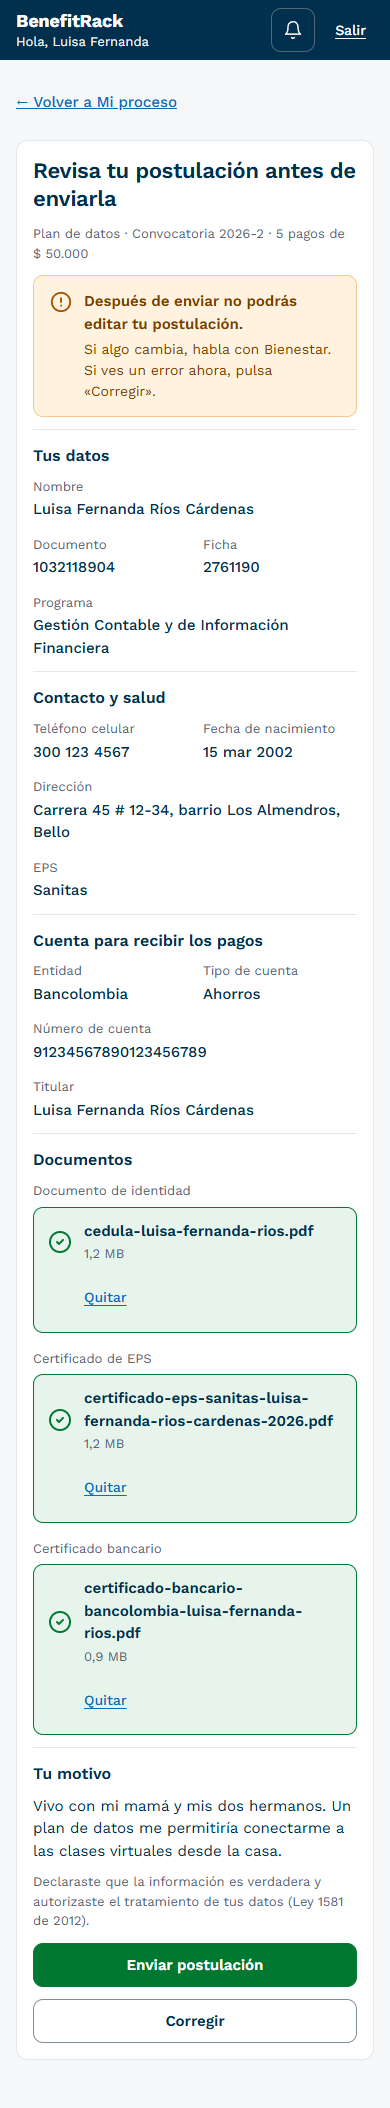 BenefitRack
Hola, Luisa Fernanda
Salir
← Volver a Mi proceso
Revisa tu postulación antes de
enviarla
Plan de datos · Convocatoria 2026-2 · 5 pagos de
$ 50.000
Después de enviar no podrás
editar tu postulación.
Si algo cambia, habla con Bienestar.
Si ves un error ahora, pulsa
«Corregir».
Tus datos
Nombre
Luisa Fernanda Ríos Cárdenas
Documento Ficha
1032118904 2761190
Programa
Gestión Contable y de Información
Financiera
Contacto y salud
Teléfono celular Fecha de nacimiento
300 123 4567 15 mar 2002
Dirección
Carrera 45 # 12-34, barrio Los Almendros,
Bello
EPS
Sanitas
Cuenta para recibir los pagos
Entidad Tipo de cuenta
Bancolombia Ahorros
Número de cuenta
91234567890123456789
Titular
Luisa Fernanda Ríos Cárdenas
Documentos
Documento de identidad
cedula-luisa-fernanda-rios.pdf
1,2 MB
Quitar
Certificado de EPS
certificado-eps-sanitas-luisa-
fernanda-rios-cardenas-2026.pdf
1,2 MB
Quitar
Certificado bancario
certificado-bancario-
bancolombia-luisa-fernanda-
rios.pdf
0,9 MB
Quitar
Tu motivo
Vivo con mi mamá y mis dos hermanos. Un
plan de datos me permitiría conectarme a
las clases virtuales desde la casa.
Declaraste que la información es verdadera y
autorizaste el tratamiento de tus datos (Ley 1581
de 2012).
Enviar postulación
Corregir